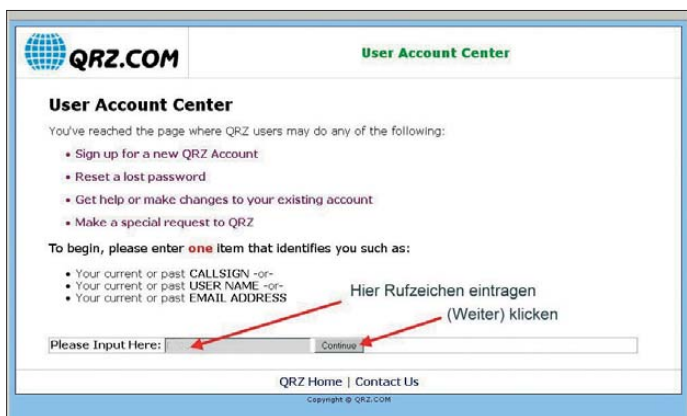 QRZ.COM
User Account Center
User Account Center
You've reached the page where QRZ users may do any of the following:
• Sign up for a new QRZ Account
• Reset a lost password
• Get help or make changes to your existing account
• Make a special request to QRZ
To begin, please enter one item that identifies you such as:
• Your current or past CALLSIGN -or-
• Your current or past USER NAME -or-
• Your current or past EMAIL ADDRESS
Hier Rufzeichen eintragen
(Weiter) klicken
Please Input Here: Continue
QRZ Home | Contact Us
Copyright © QRZ.COM